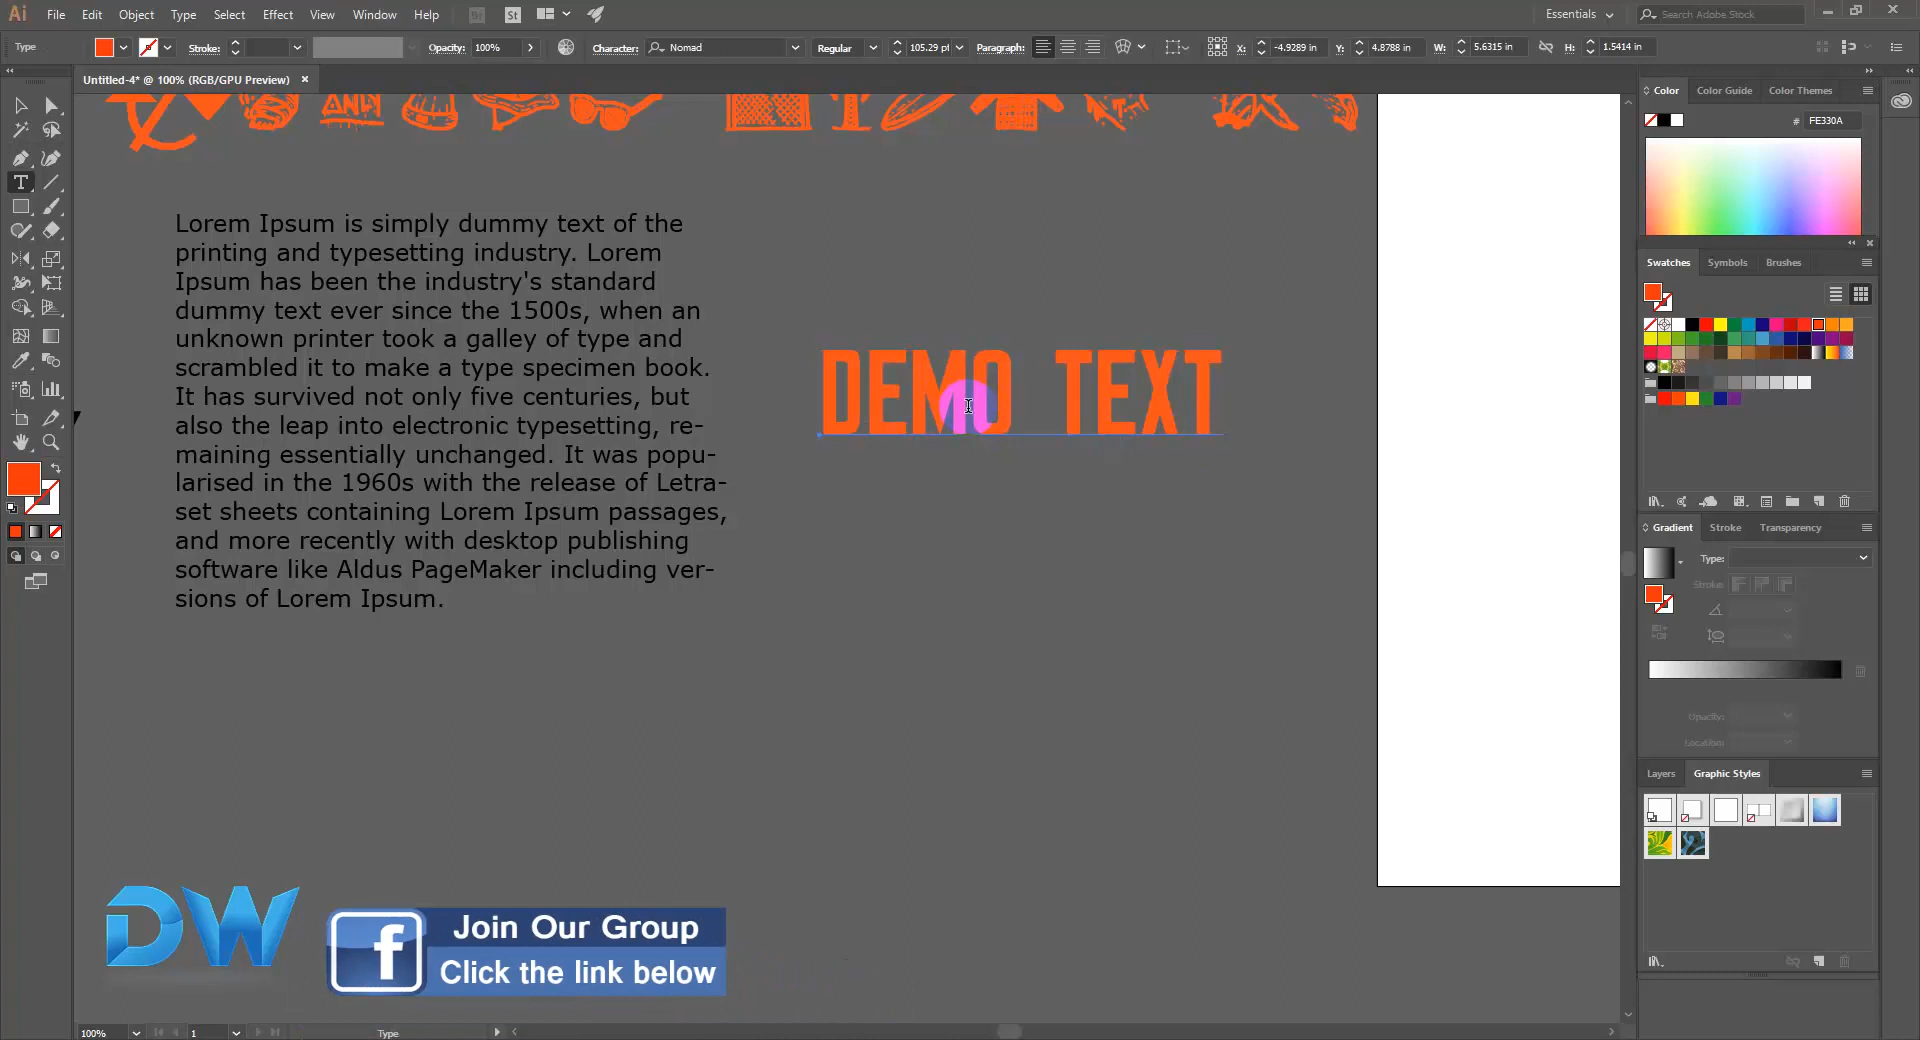 Ai File Edit Object Type Select Effect View Window Help Br St Essentials Search Adobe Stock
Type Stroke: Opacity: 100% Character: Nomad Regular 105.29 pt Paragraph: X: -4.9289 in Y: 4.8788 in W: 5.6315 in H: 1.5414 in
Untitled-4* @ 100% (RGB/GPU Preview)
Color Color Guide Color Themes
# FE330A
ONLY
Swatches Symbols Brushes
Lorem Ipsum is simply dummy text of the
printing and typesetting industry. Lorem
Ipsum has been the industry's standard
dummy text ever since the 1500s, when an
unknown printer took a galley of type and
scrambled it to make a type specimen book.
It has survived not only five centuries, but
also the leap into electronic typesetting, re-
maining essentially unchanged. It was popu-
larised in the 1960s with the release of Letra-
set sheets containing Lorem Ipsum passages,
and more recently with desktop publishing
software like Aldus PageMaker including ver-
sions of Lorem Ipsum.
DEMO TEXT
Gradient Stroke Transparency
Type:
Stroke:
Opacity:
Location:
Layers Graphic Styles
DW
f
Join Our Group
Click the link below
100% 1 Type